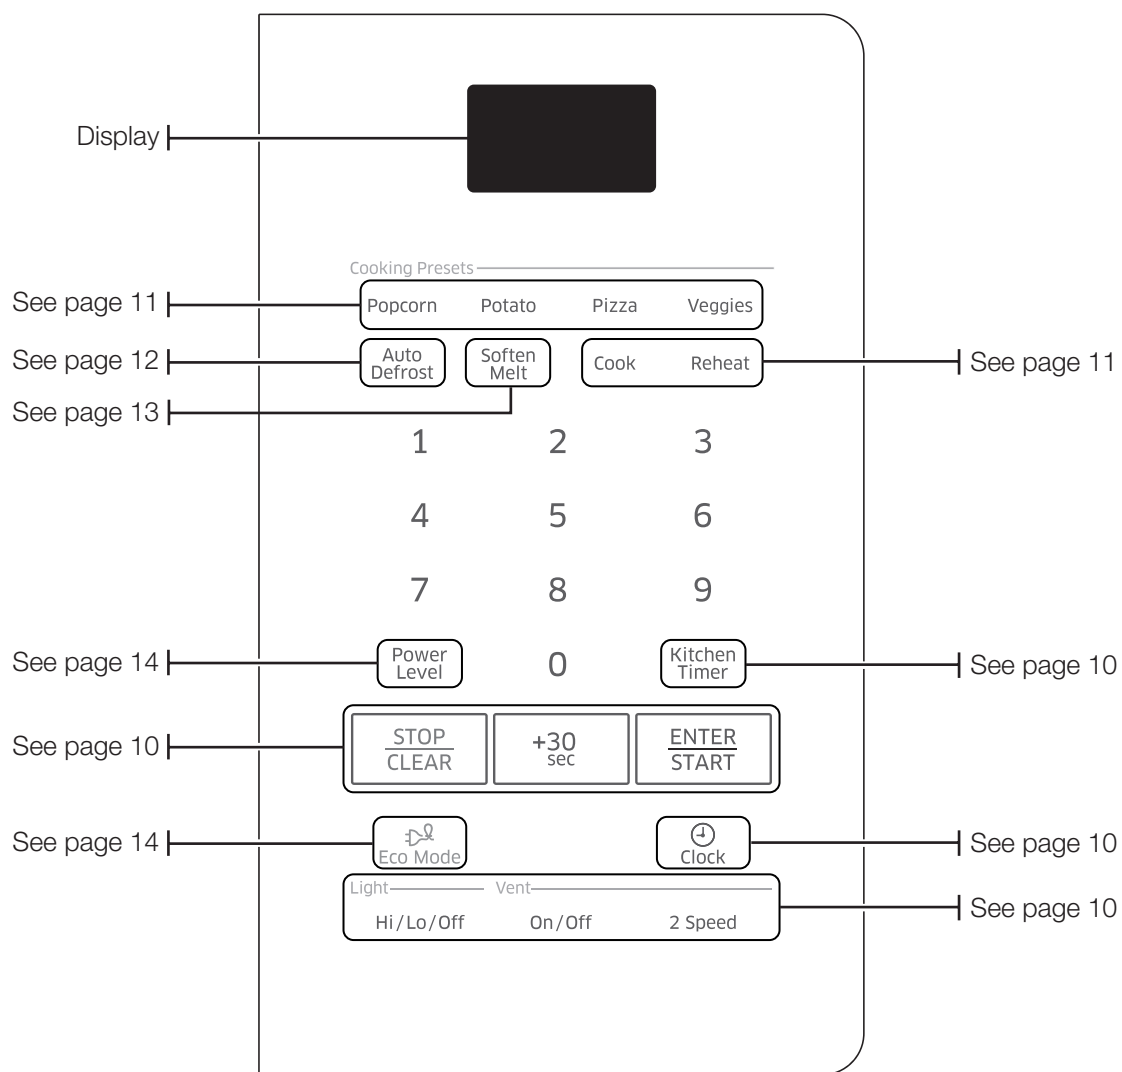 Display
Cooking Presets
See page 11
Popcorn Potato Pizza Veggies
See page 12
Auto
Defrost
Soften
Melt
Cook Reheat
See page 11
See page 13
1 2 3
4 5 6
7 8 9
See page 14
Power
Level
0
Kitchen
Timer
See page 10
See page 10
STOP
CLEAR
+30
sec
ENTER
START
See page 14
Eco Mode
Clock
See page 10
Light Vent
Hi/Lo/Off On/Off 2 Speed
See page 10